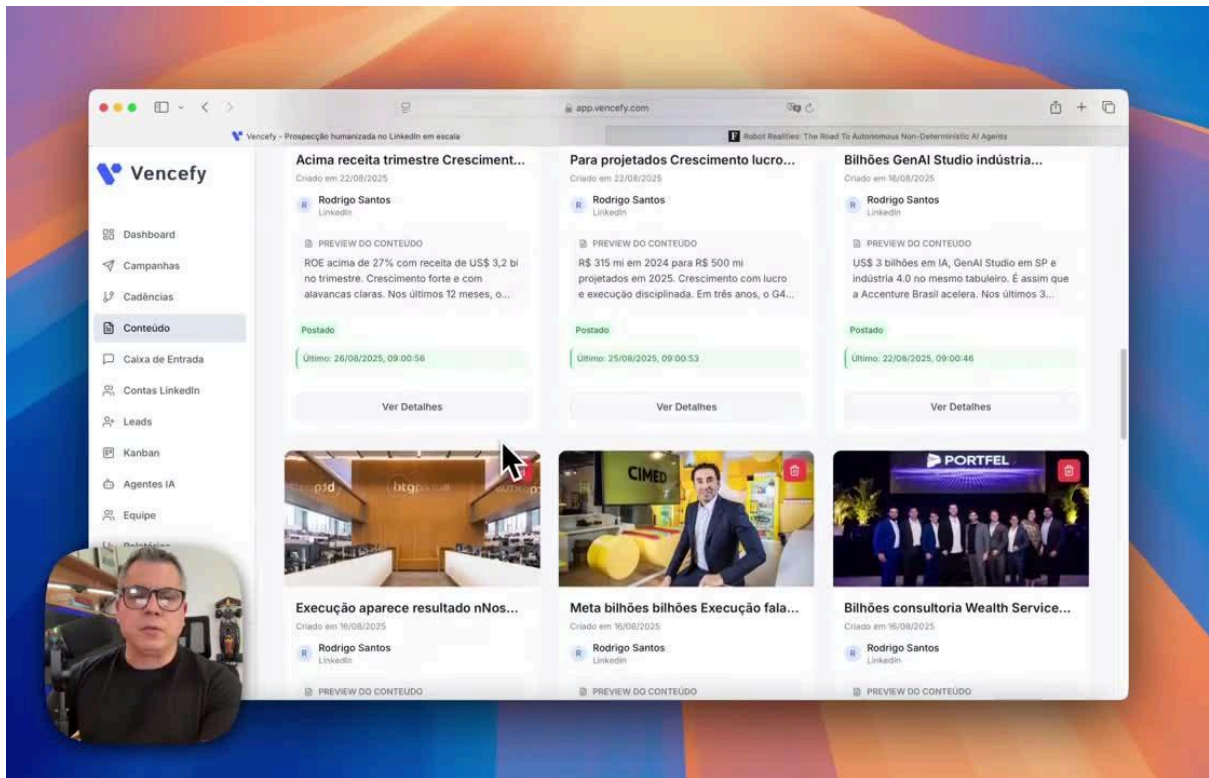 app.vencefy.com
Vencefy - Prospecção humanizada no LinkedIn em escala
Robot Realities: The Road To Autonomous Non-Deterministic AI Agents
Vencefy
Dashboard
Campanhas
Cadências
Conteúdo
Caixa de Entrada
Contas LinkedIn
Leads
Kanban
Agentes IA
Equipe
Relatórios
Acima receita trimestre Cresciment...
Criado em 22/08/2025
R
Rodrigo Santos
LinkedIn
PREVIEW DO CONTEÚDO
ROE acima de 27% com receita de US$ 3,2 bi
no trimestre. Crescimento forte e com
alavancas claras. Nos últimos 12 meses, o...
Postado
Último: 26/08/2025, 09:00:56
Ver Detalhes
Para projetados Crescimento lucro...
Criado em 22/08/2025
R
Rodrigo Santos
LinkedIn
PREVIEW DO CONTEÚDO
R$ 315 mi em 2024 para R$ 500 mi
projetados em 2025. Crescimento com lucro
e execução disciplinada. Em três anos, o G4...
Postado
Último: 25/08/2025, 09:00:53
Ver Detalhes
Bilhões GenAI Studio indústria...
Criado em 16/08/2025
R
Rodrigo Santos
LinkedIn
PREVIEW DO CONTEÚDO
US$ 3 bilhões em IA, GenAI Studio em SP e
indústria 4.0 no mesmo tabuleiro. É assim que
a Accenture Brasil acelera. Nos últimos 3...
Postado
Último: 22/08/2025, 09:00:46
Ver Detalhes
Execução aparece resultado nNos...
Criado em 16/08/2025
R
Rodrigo Santos
LinkedIn
PREVIEW DO CONTEÚDO
CIMED
Meta bilhões bilhões Execução fala...
Criado em 16/08/2025
R
Rodrigo Santos
LinkedIn
PREVIEW DO CONTEÚDO
PORTFEL
Bilhões consultoria Wealth Service...
Criado em 16/08/2025
R
Rodrigo Santos
LinkedIn
PREVIEW DO CONTEÚDO